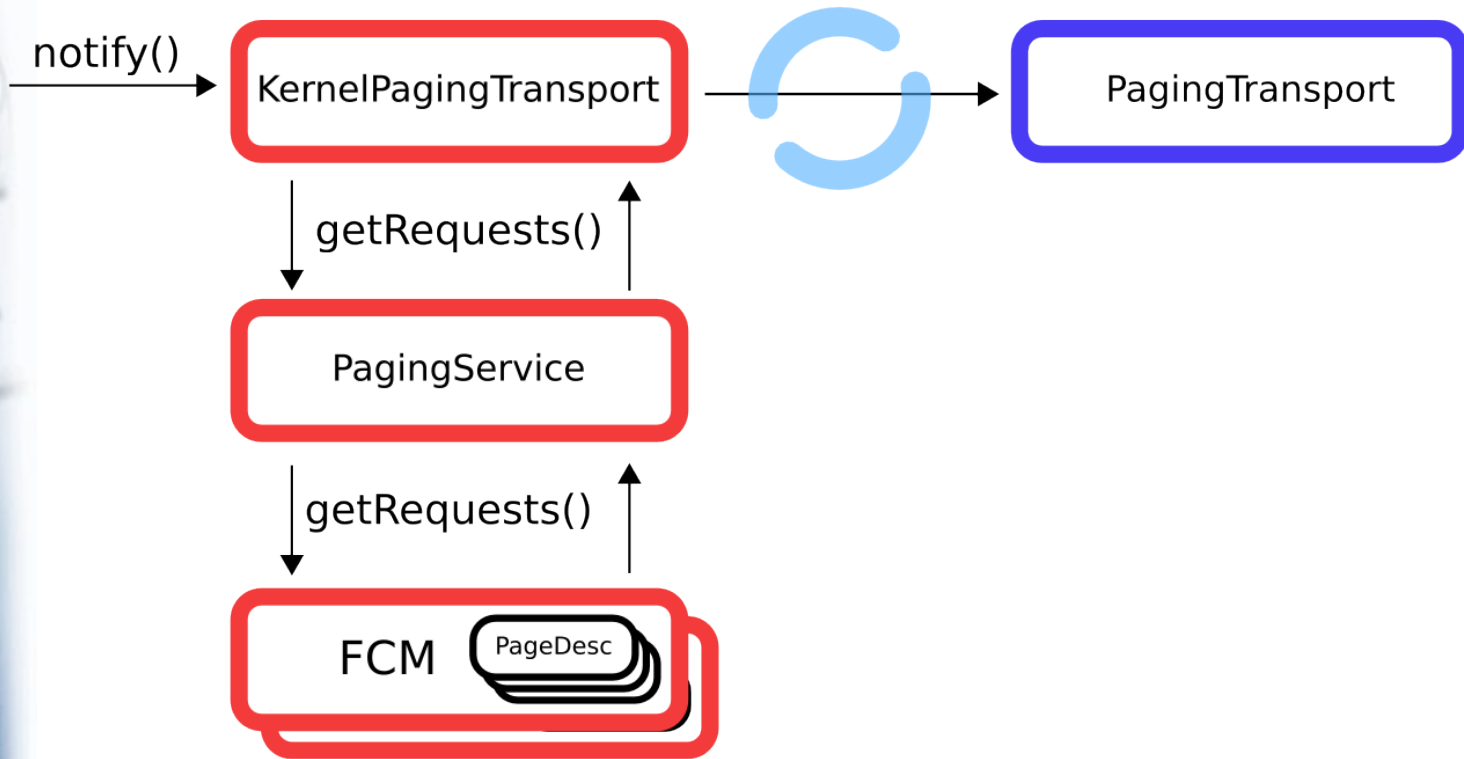 notify()
KernelPagingTransport
PagingTransport
getRequests()
PagingService
getRequests()
FCM
PageDesc